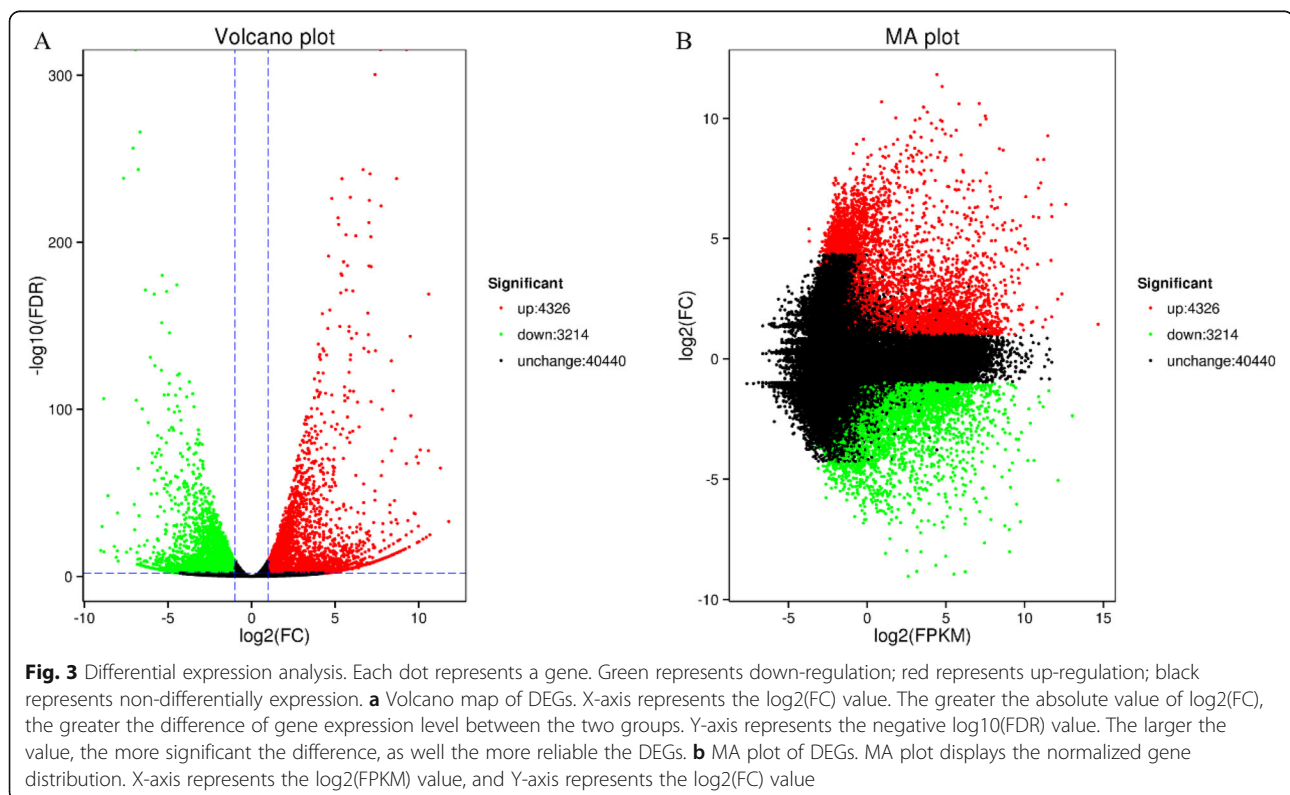 A
Volcano plot
300
200
100
0
-log10(FDR)
-10
-5
0
5
10
log2(FC)
Significant
up:4326
down:3214
unchange:40440
B
MA plot
10
5
0
-5
-10
log2(FC)
-5
0
5
10
15
log2(FPKM)
Significant
up:4326
down:3214
unchange:40440
Fig. 3 Differential expression analysis. Each dot represents a gene. Green represents down-regulation; red represents up-regulation; black
represents non-differentially expression. a Volcano map of DEGs. X-axis represents the log2(FC) value. The greater the absolute value of log2(FC),
the greater the difference of gene expression level between the two groups. Y-axis represents the negative log10(FDR) value. The larger the
value, the more significant the difference, as well the more reliable the DEGs. b MA plot of DEGs. MA plot displays the normalized gene
distribution. X-axis represents the log2(FPKM) value, and Y-axis represents the log2(FC) value